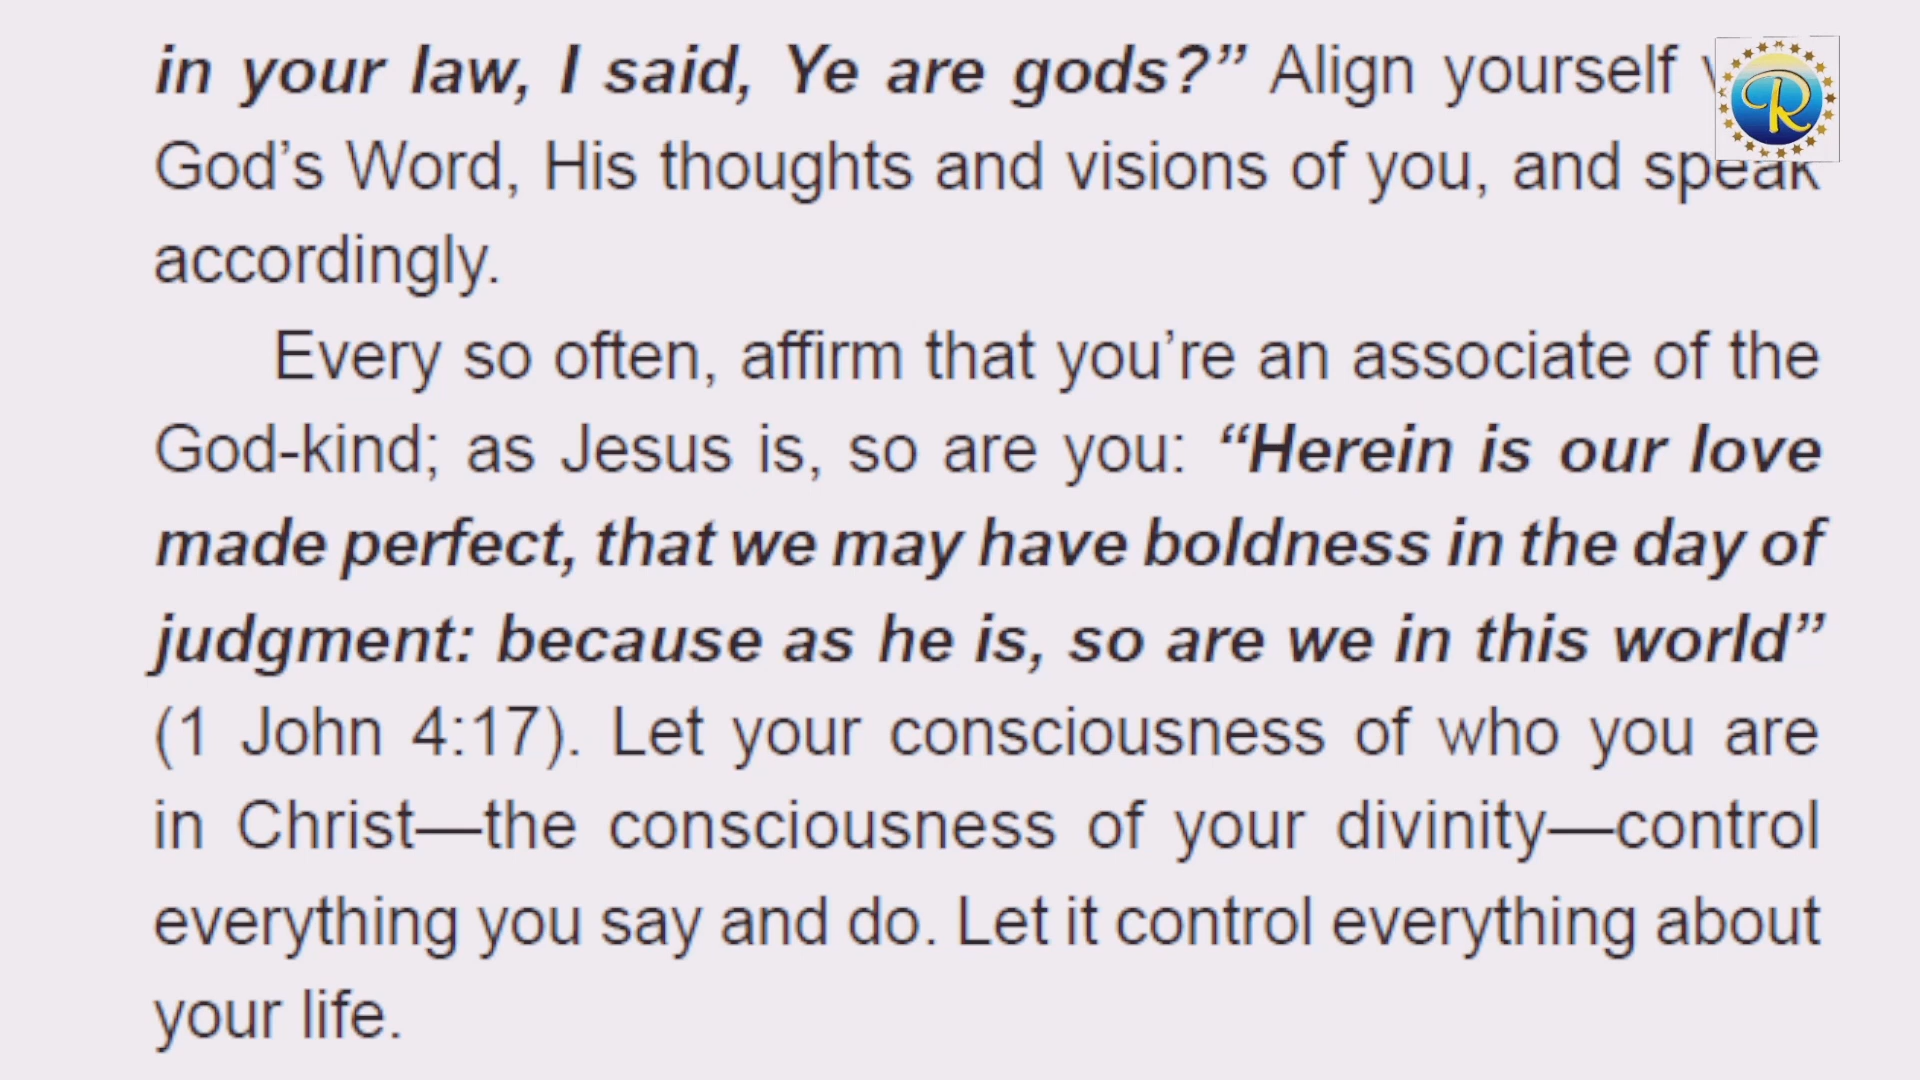 in your law, I said, Ye are gods?” Align yourself
R
God’s Word, His thoughts and visions of you, and speak
accordingly.
Every so often, affirm that you’re an associate of the
God-kind; as Jesus is, so are you: “Herein is our love
made perfect, that we may have boldness in the day of
judgment: because as he is, so are we in this world”
(1 John 4:17). Let your consciousness of who you are
in Christ—the consciousness of your divinity—control
everything you say and do. Let it control everything about
your life.